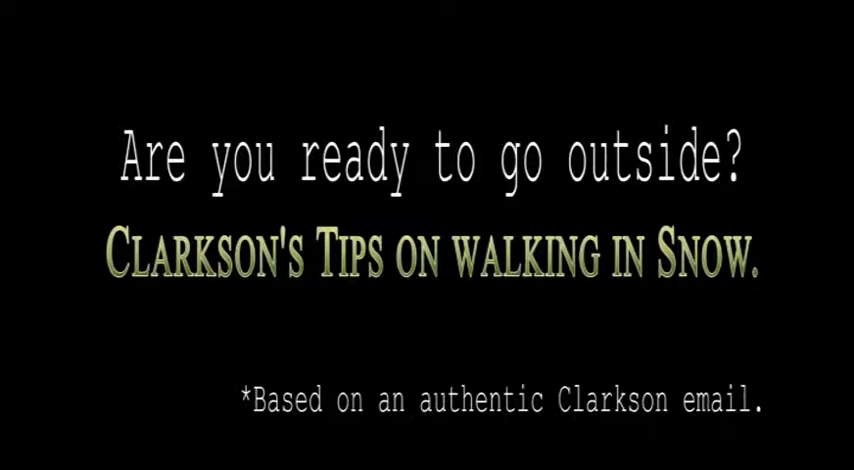 Are you ready to go outside?
CLARKSON'S TIPS ON WALKING IN SNOW.
*Based on an authentic Clarkson email.